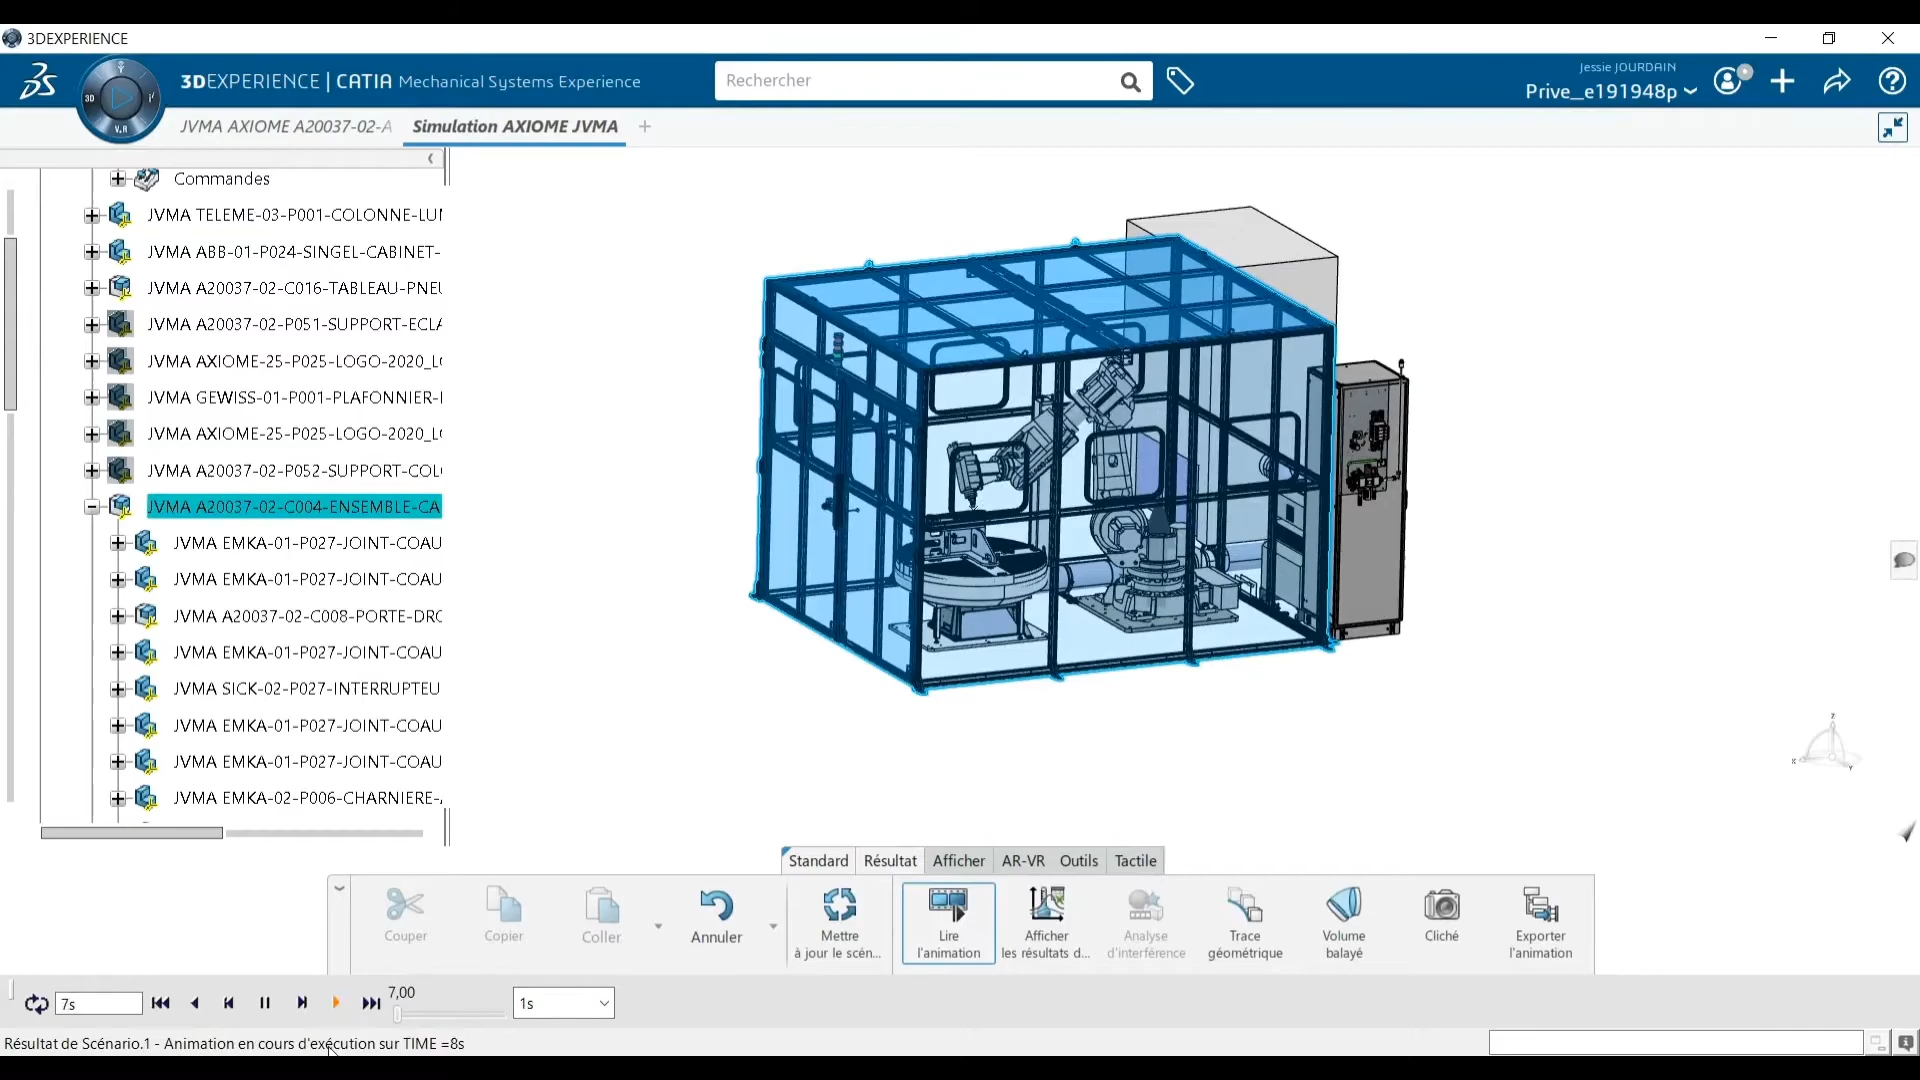 3DEXPERIENCE
3DEXPERIENCE | CATIA Mechanical Systems Experience
Rechercher
Jessie JOURDAIN
Prive__e191948p
3D
V.R
JVMA AXIOME A20037-02-A
Simulation AXIOME JVMA
Commandes
JVMA TELEME-03-P001-COLONNE-LU
JVMA ABB-01-P024-SINGEL-CABINET-
JVMA A20037-02-C016-TABLEAU-PNEU
JVMA A20037-02-P051-SUPPORT-ECLA
JVMA AXIOME-25-P025-LOGO-2020_L
JVMA GEWISS-01-P001-PLAFONNIER-
JVMA AXIOME-25-P025-LOGO-2020_L
JVMA A20037-02-P052-SUPPORT-COL
JVMA A20037-02-C004-ENSEMBLE-CA
JVMA EMKA-01-P027-JOINT-COAU
JVMA EMKA-01-P027-JOINT-COAU
JVMA A20037-02-C008-PORTE-DRO
JVMA EMKA-01-P027-JOINT-COAU
JVMA SICK-02-P027-INTERRUPTEU
JVMA EMKA-01-P027-JOINT-COAU
JVMA EMKA-01-P027-JOINT-COAU
JVMA EMKA-02-P006-CHARNIERE-
Z
X
Y
Standard Résultat Afficher AR-VR Outils Tactile
Couper
Copier
Coller
Annuler
Mettre
à jour le scén...
Lire
l'animation
Afficher
les résultats d...
Analyse
d'interférence
Trace
géométrique
Volume
balayé
Cliché
Exporter
l'animation
7s
7,00
1s
Résultat de Scénario.1 - Animation en cours d'exécution sur TIME =8s